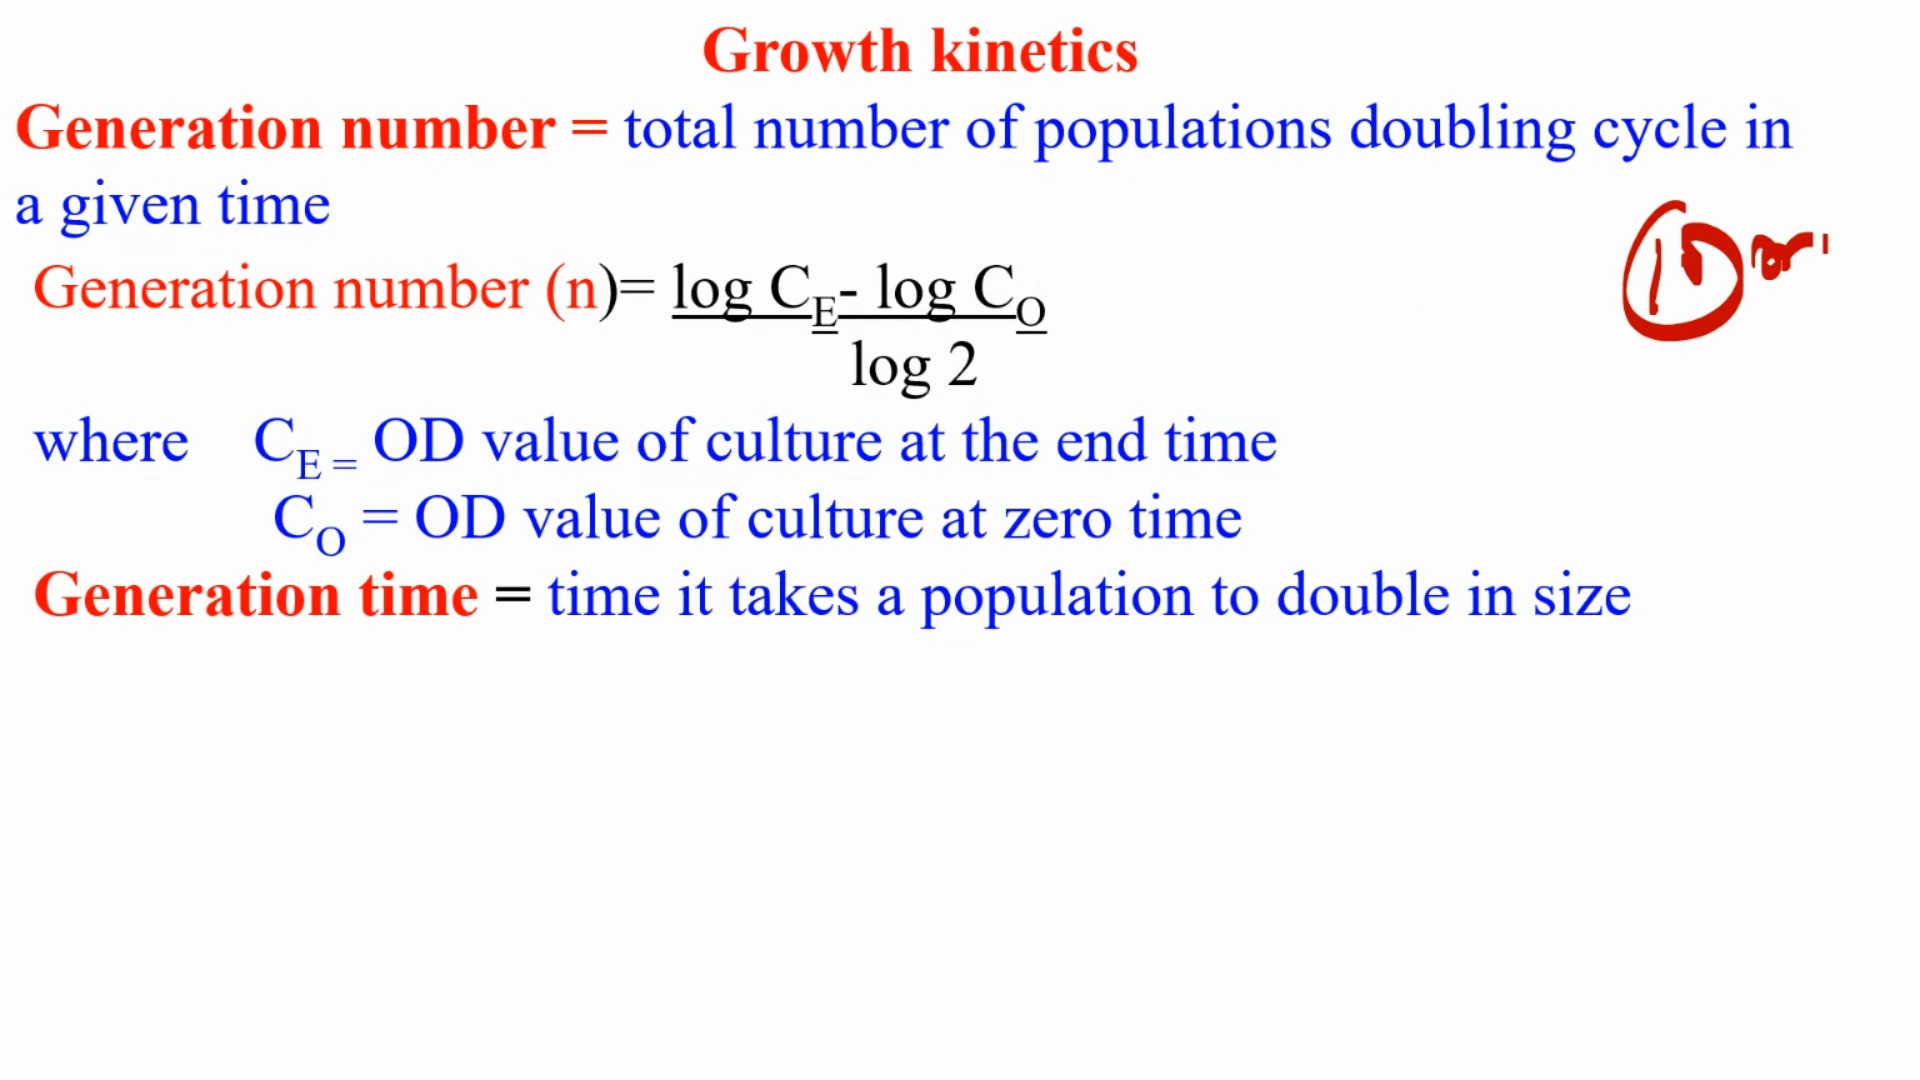 Growth kinetics
Generation number = total number of populations doubling cycle in
a given time
Generation number (n)= log C_E- log C_O
log 2
where C_E = OD value of culture at the end time
C_O = OD value of culture at zero time
Generation time = time it takes a population to double in size